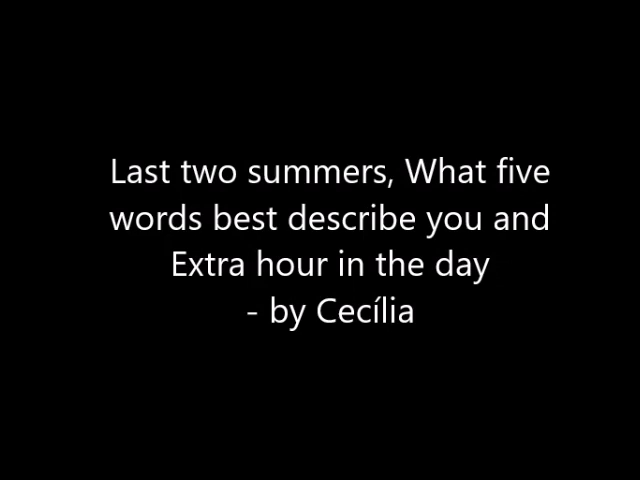 Last two summers, What five
words best describe you and
Extra hour in the day
- by Cecília